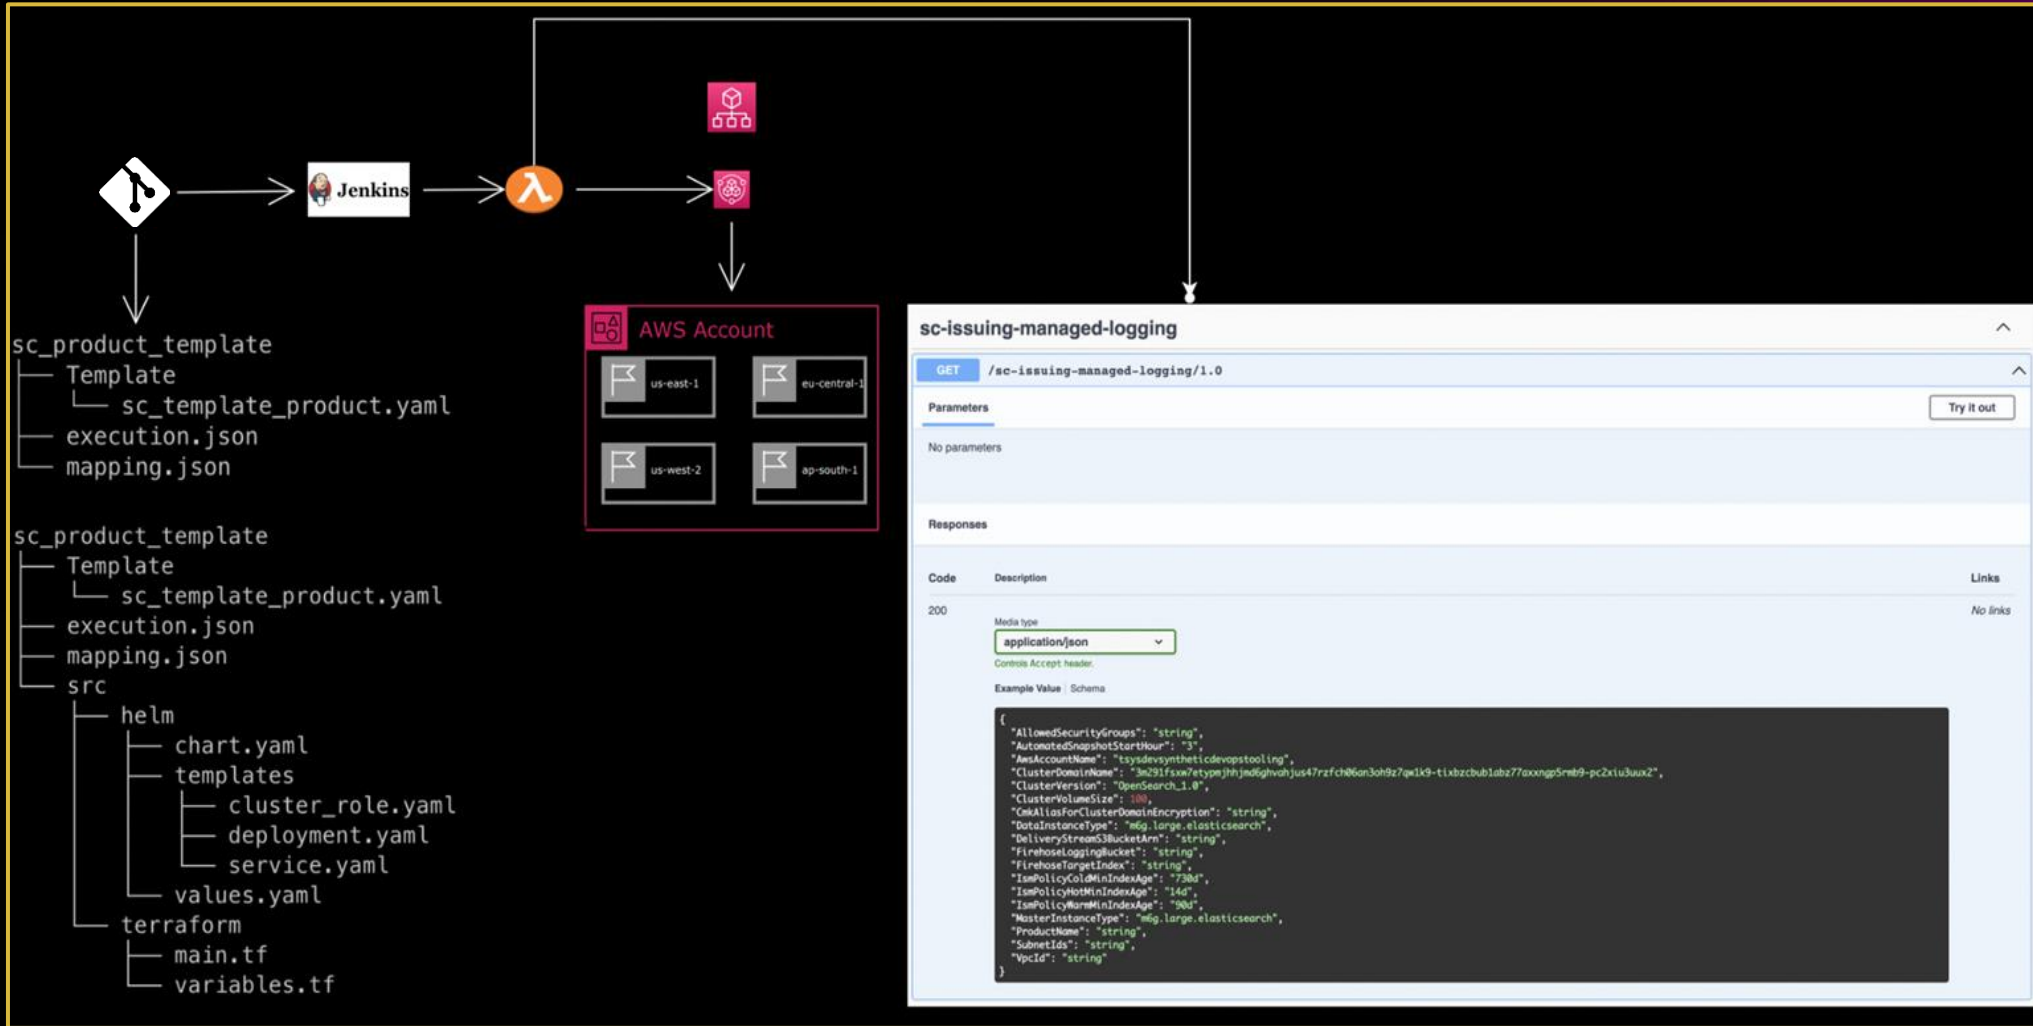 Jenkins
sc_product_template
├── Template
│   └── sc_template_product.yaml
├── execution.json
└── mapping.json
sc_product_template
├── Template
│   └── sc_template_product.yaml
├── execution.json
├── mapping.json
└── src
├── helm
│   ├── chart.yaml
│   ├── templates
│   │   ├── cluster_role.yaml
│   │   ├── deployment.yaml
│   │   └── service.yaml
│   └── values.yaml
└── terraform
├── main.tf
└── variables.tf
AWS Account
us-east-1
eu-central-1
us-west-2
ap-south-1
sc-issuing-managed-logging
GET /sc-issuing-managed-logging/1.0
Parameters
Try it out
No parameters
Responses
Code Description Links
200 No links
Media type
application/json
Controls Accept header.
Example Value | Schema
{
"AllowedSecurityGroups": "string",
"AutomatedSnapshotStartHour": "3",
"AwsAccountName": "tsysdevsyntheticdevopstooling",
"ClusterDomainName":
"ClusterVersion": "OpenSearch_1.0",
"ClusterVolumeSize": 100,
"CmkAliasForClusterDomainEncryption": "string",
"DataInstanceType": "m6g.large.elasticsearch",
"DeliveryStreamS3BucketArn": "string",
"FirehoseLoggingBucket": "string",
"FirehoseTargetIndex": "string",
"IsmPolicyColdMinIndexAge": "730d",
"IsmPolicyHotMinIndexAge": "14d",
"IsmPolicyWarmMinIndexAge": "90d",
"MasterInstanceType": "m6g.large.elasticsearch",
"ProductName": "string",
"SubnetIds": "string",
"VpcId": "string"
}